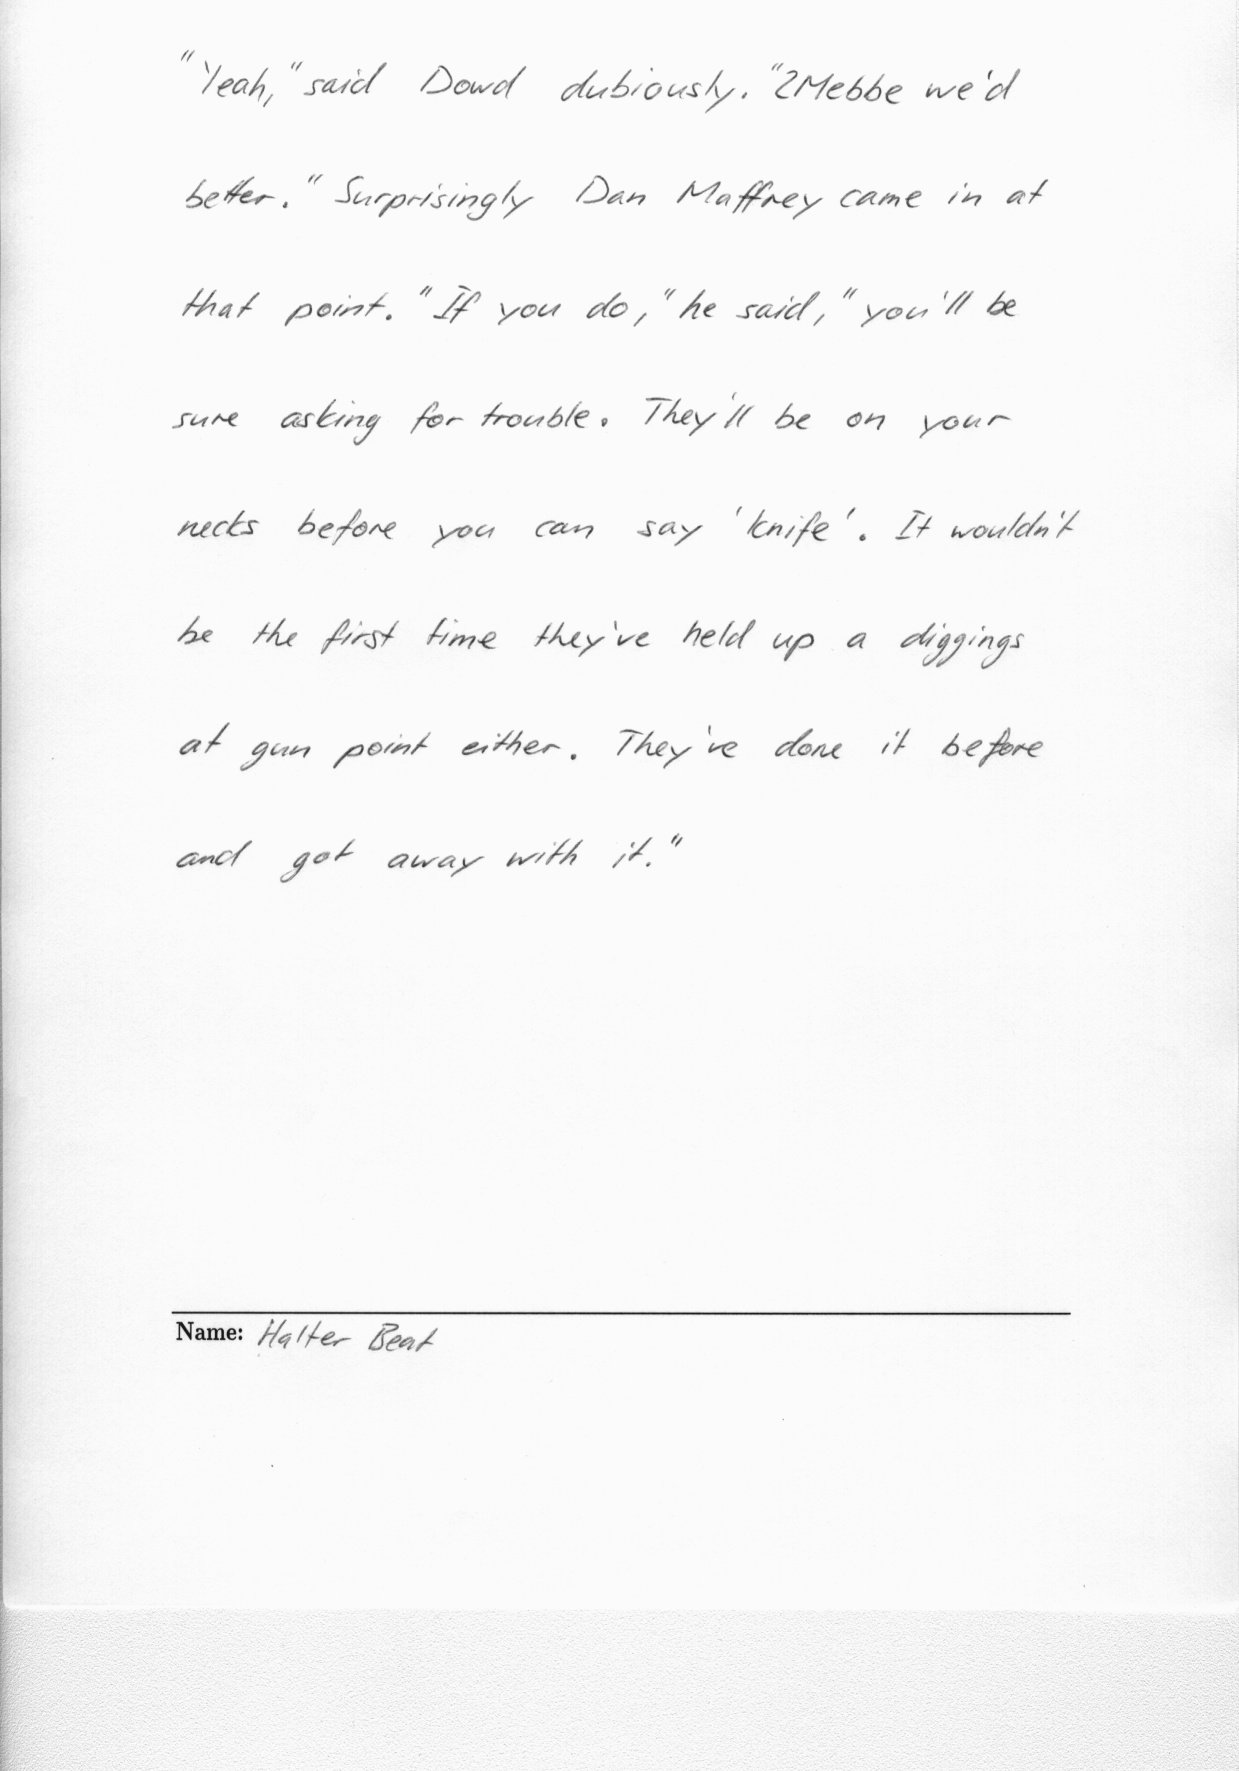 "Yeah," said Dowd dubiously. "2Mebbe we'd
better." Surprisingly Dan Maffrey came in at
that point. "If you do," he said, "you'll be
sure asking for trouble. They'll be on your
necks before you can say 'knife'. It wouldn't
be the first time they've held up a diggings
at gun point either. They've done it before
and got away with it."
Name: Halter Beat